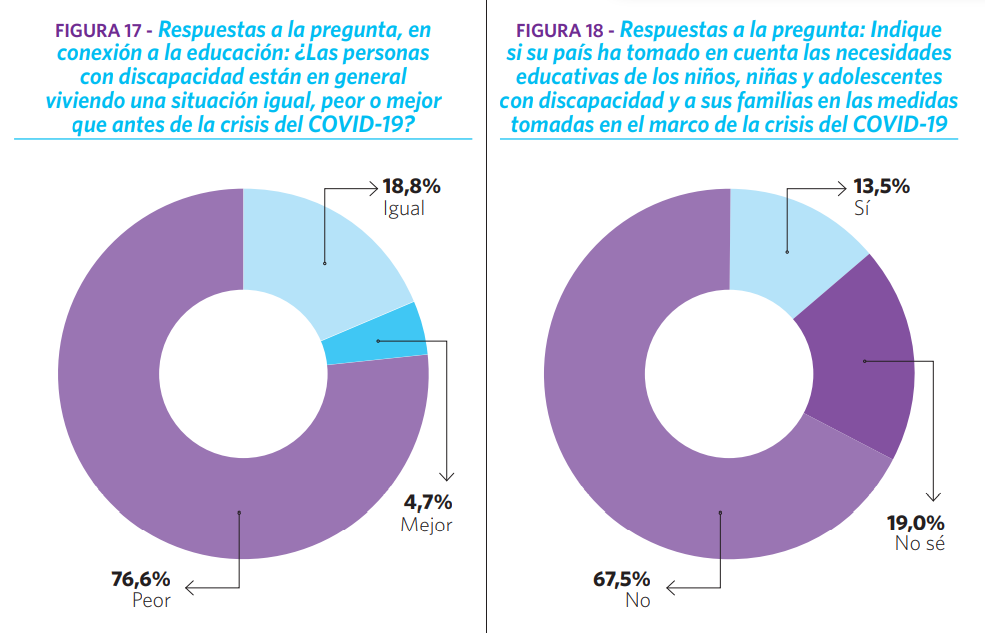 FIGURA 17 - Respuestas a la pregunta, en
conexión a la educación: ¿Las personas
con discapacidad están en general
viviendo una situación igual, peor o mejor
que antes de la crisis del COVID-19?
18,8%
Igual
4,7%
Mejor
76,6%
Peor
FIGURA 18 - Respuestas a la pregunta: Indique
si su país ha tomado en cuenta las necesidades
educativas de los niños, niñas y adolescentes
con discapacidad y a sus familias en las medidas
tomadas en el marco de la crisis del COVID-19
13,5%
Sí
19,0%
No sé
67,5%
No